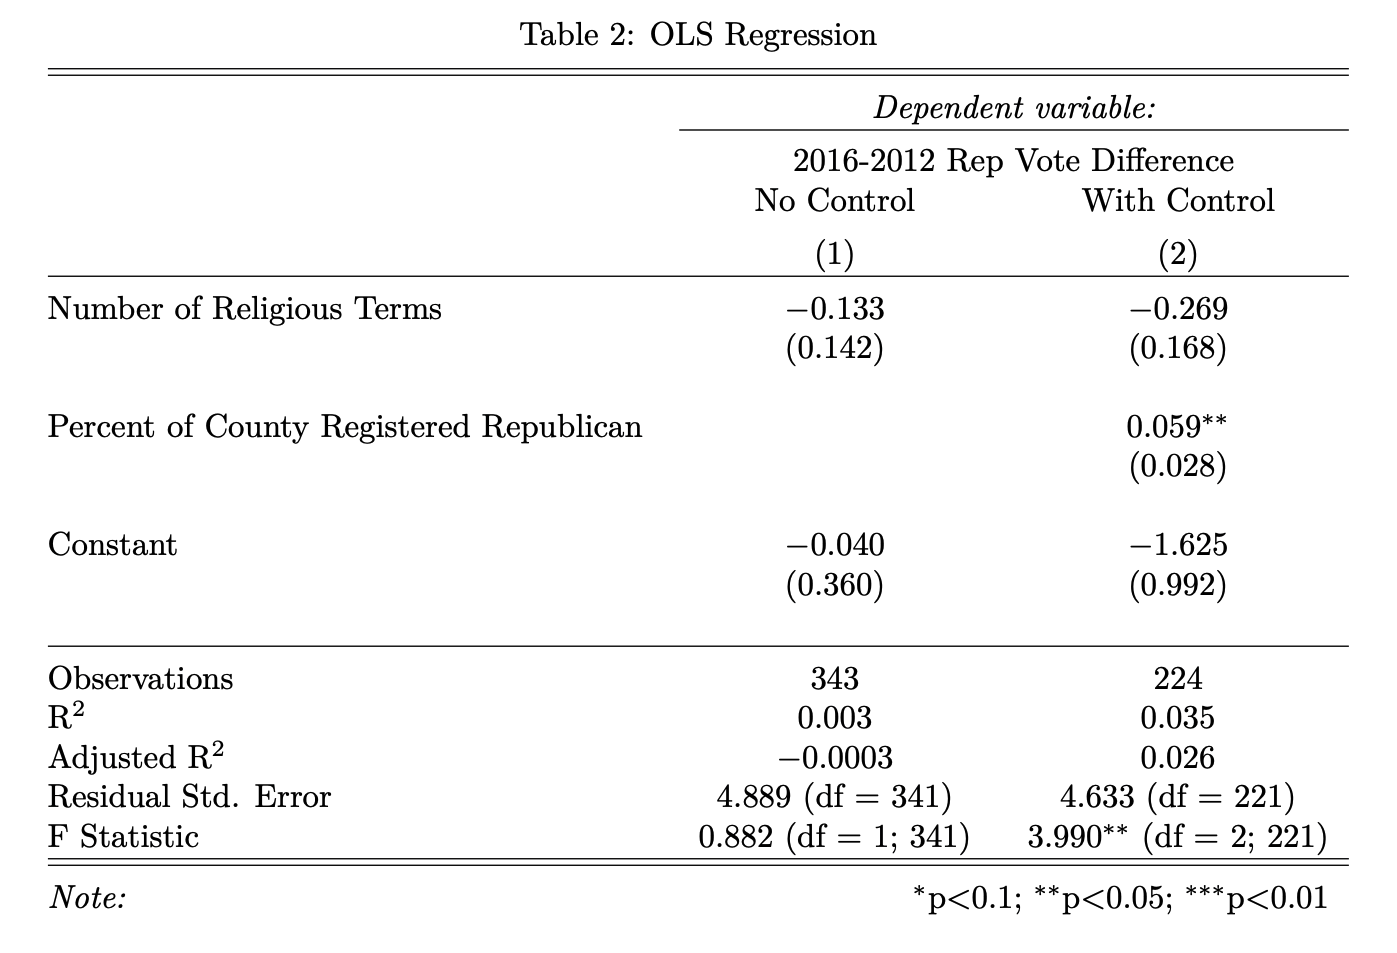 Table 2: OLS Regression
Dependent variable:
2016-2012 Rep Vote Difference
No Control With Control
(1) (2)
Number of Religious Terms −0.133 −0.269
(0.142) (0.168)
Percent of County Registered Republican 0.059**
(0.028)
Constant −0.040 −1.625
(0.360) (0.992)
Observations 343 224
R² 0.003 0.035
Adjusted R² −0.0003 0.026
Residual Std. Error 4.889 (df = 341) 4.633 (df = 221)
F Statistic 0.882 (df = 1; 341) 3.990** (df = 2; 221)
Note: *p<0.1; **p<0.05; ***p<0.01